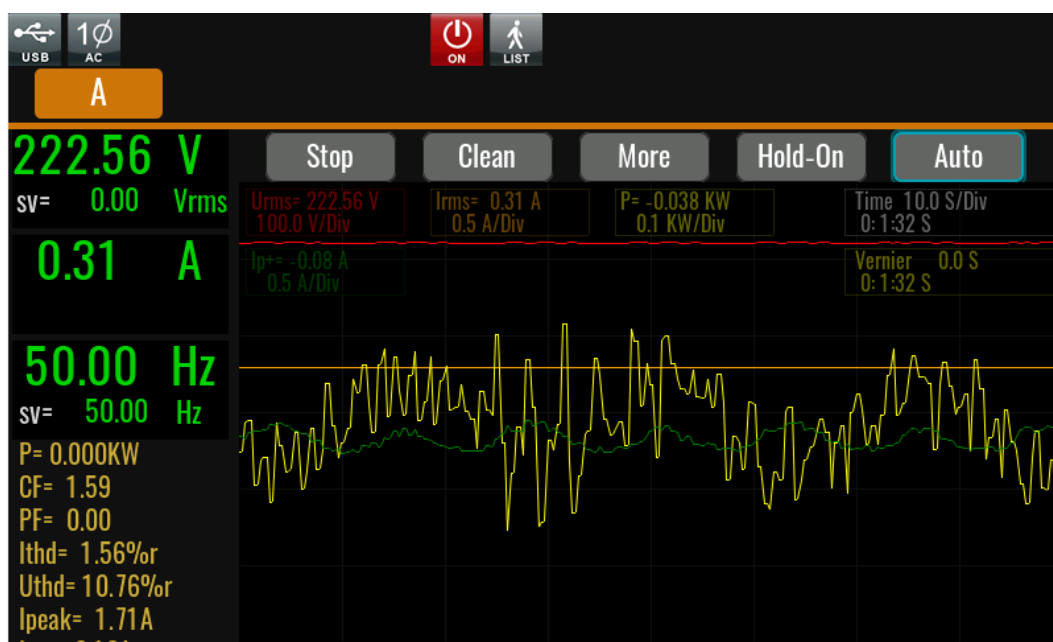 USB
1Ø
AC
ON
LIST
A
222.56 V
sv= 0.00 Vrms
0.31 A
50.00 Hz
sv= 50.00 Hz
P= 0.000KW
CF= 1.59
PF= 0.00
Ithd= 1.56%r
Uthd= 10.76%r
Ipeak= 1.71A
Stop Clean More Hold-On Auto
Urms= 222.56 V
100.0 V/Div
Irms= 0.31 A
0.5 A/Div
P= -0.038 KW
0.1 KW/Div
Time 10.0 S/Div
0: 1:32 S
Ip+= -0.08 A
0.5 A/Div
Vernier 0.0 S
0: 1:32 S